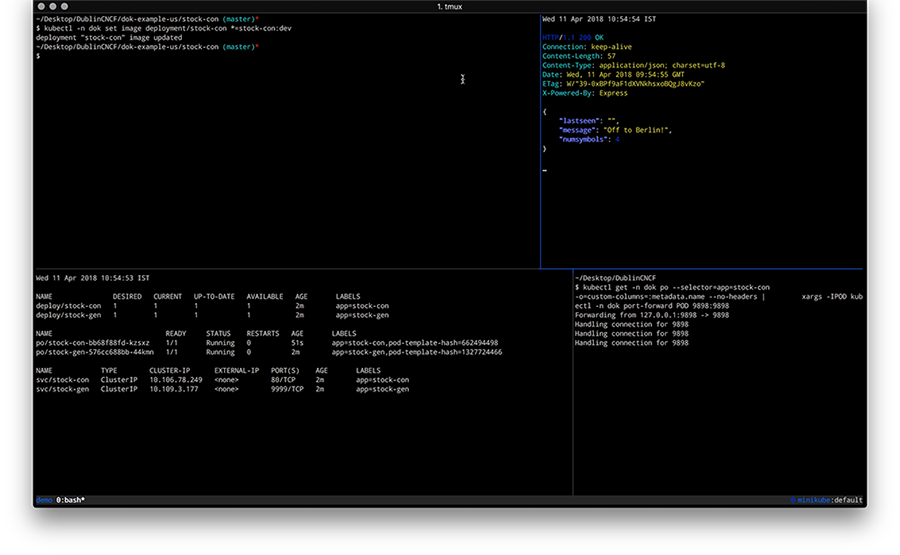 1. tmux
~/Desktop/DublinCNCF/dok-example-us/stock-con (master)*
$ kubectl -n dok set image deployment/stock-con *=stock-con:dev
deployment "stock-con" image updated
~/Desktop/DublinCNCF/dok-example-us/stock-con (master)*
$
Wed 11 Apr 2018 10:54:54 IST
HTTP/1.1 200 OK
Connection: keep-alive
Content-Length: 57
Content-Type: application/json; charset=utf-8
Date: Wed, 11 Apr 2018 09:54:55 GMT
ETag: W/"39-0xBPf9aF1dXVNkhsxoBQgJ8vKzo"
X-Powered-By: Express
{
"lastseen": "",
"message": "Off to Berlin!",
"numsymbols": 4
}
Wed 11 Apr 2018 10:54:53 IST
NAME DESIRED CURRENT UP-TO-DATE AVAILABLE AGE LABELS
deploy/stock-con 1 1 1 1 2m app=stock-con
deploy/stock-gen 1 1 1 1 2m app=stock-gen
NAME READY STATUS RESTARTS AGE LABELS
po/stock-con-bb68f88fd-kzsxz 1/1 Running 0 51s app=stock-con,pod-template-hash=662494498
po/stock-gen-576cc688bb-44kmn 1/1 Running 0 2m app=stock-gen,pod-template-hash=1327724466
NAME TYPE CLUSTER-IP EXTERNAL-IP PORT(S) AGE LABELS
svc/stock-con ClusterIP 10.106.78.249 <none> 80/TCP 2m app=stock-con
svc/stock-gen ClusterIP 10.109.3.177 <none> 9999/TCP 2m app=stock-gen
~/Desktop/DublinCNCF
$ kubectl get -n dok po --selector=app=stock-con
-o=custom-columns=:metadata.name --no-headers | xargs -IPOD kub
ectl -n dok port-forward POD 9898:9898
Forwarding from 127.0.0.1:9898 -> 9898
Handling connection for 9898
Handling connection for 9898
Handling connection for 9898
demo 0:bash*
minikube:default